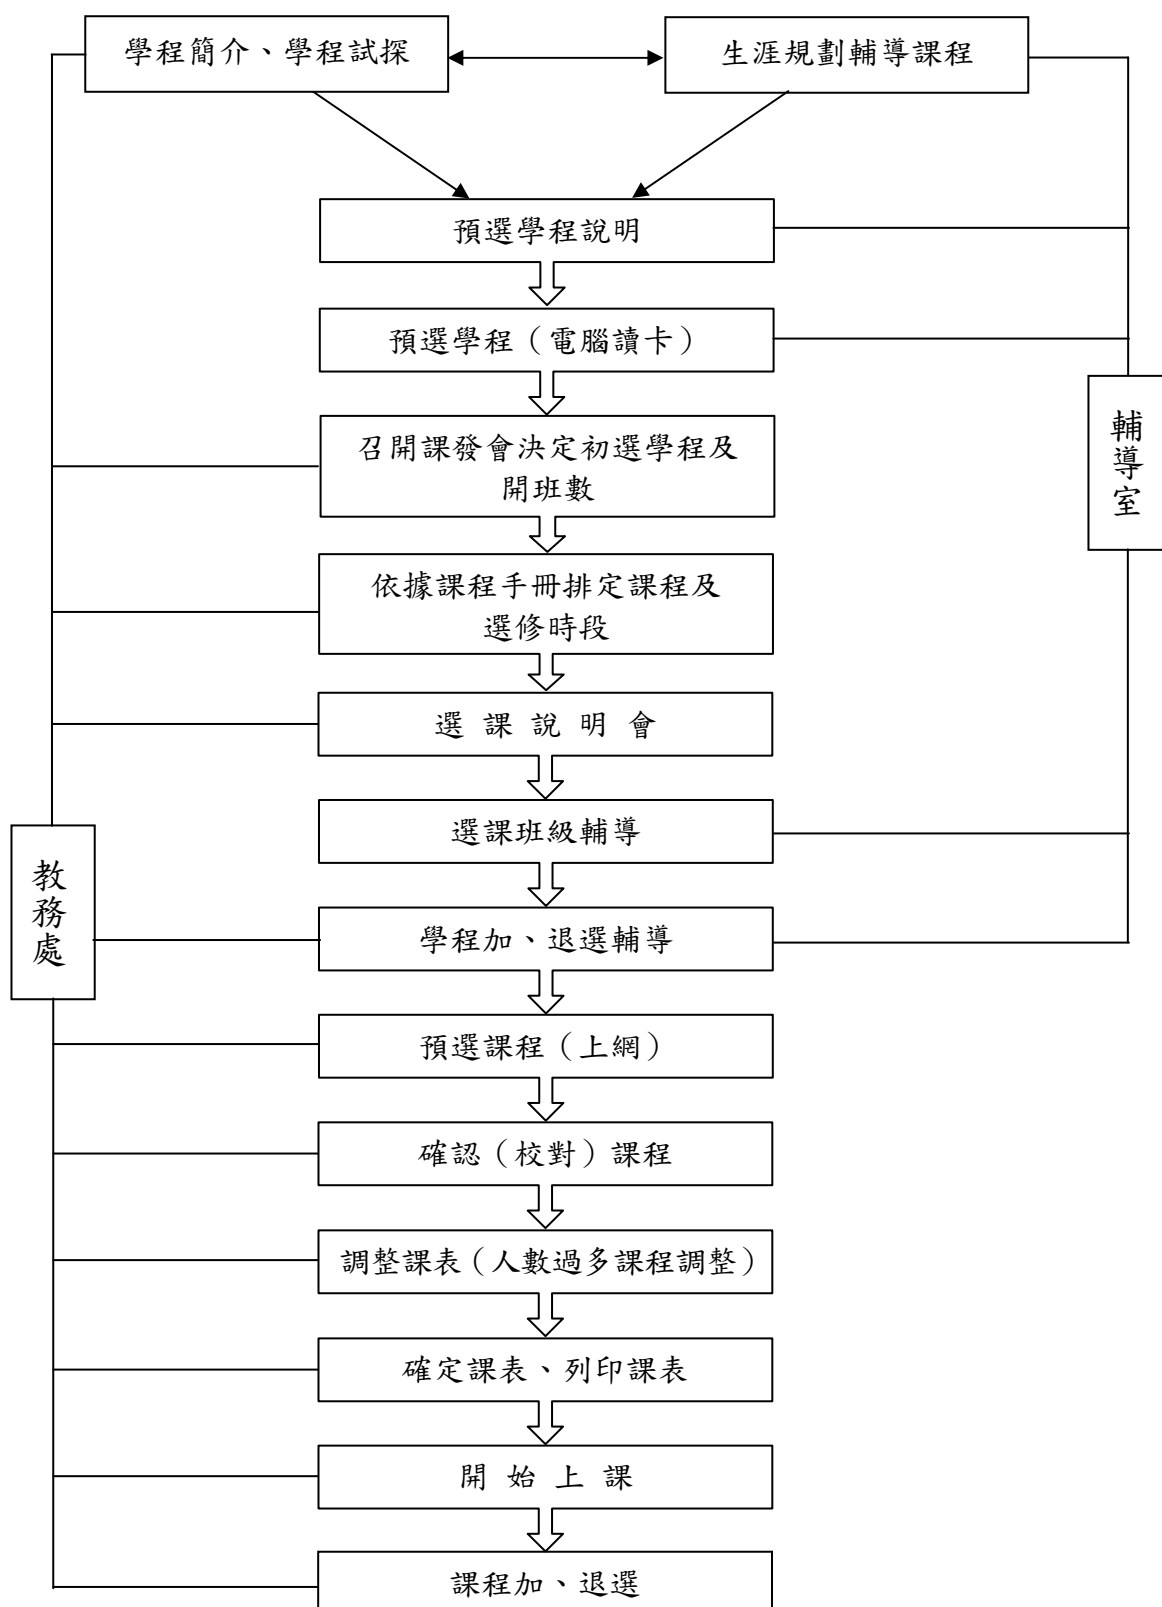 學程簡介、學程試探
生涯規劃輔導課程
預選學程說明
預選學程（電腦讀卡）
召開課發會決定初選學程及
開班數
輔導室
依據課程手冊排定課程及
選修時段
選課說明會
選課班級輔導
教務處
學程加、退選輔導
預選課程（上網）
確認（校對）課程
調整課表（人數過多課程調整）
確定課表、列印課表
開始上課
課程加、退選